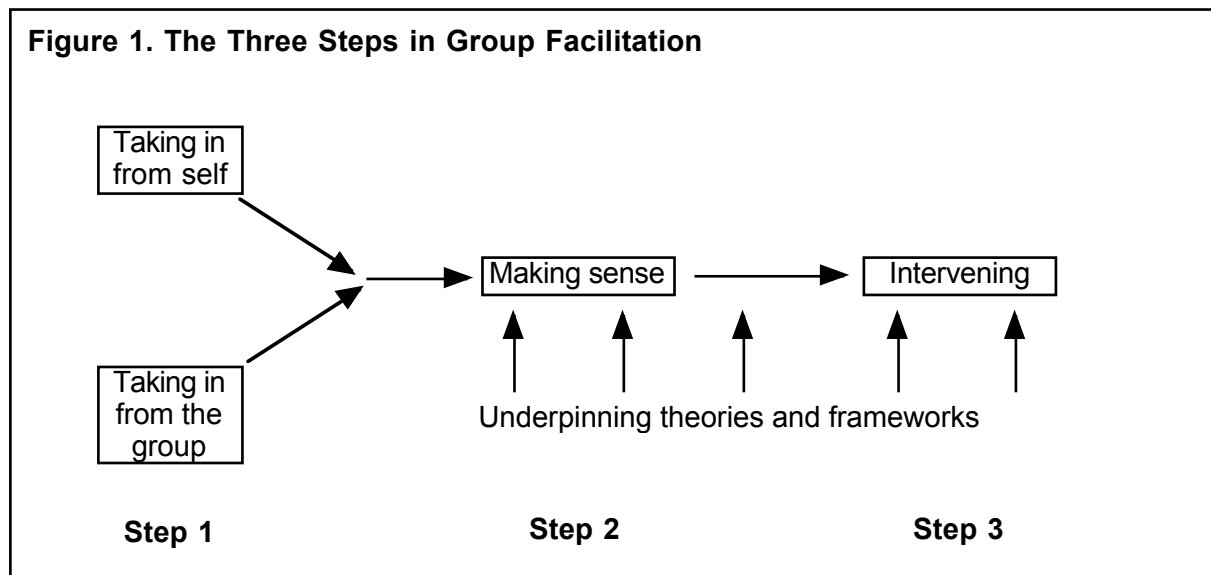 Figure 1. The Three Steps in Group Facilitation
Taking in
from self
Making sense
Intervening
Taking in
from the
group
Underpinning theories and frameworks
Step 1
Step 2
Step 3